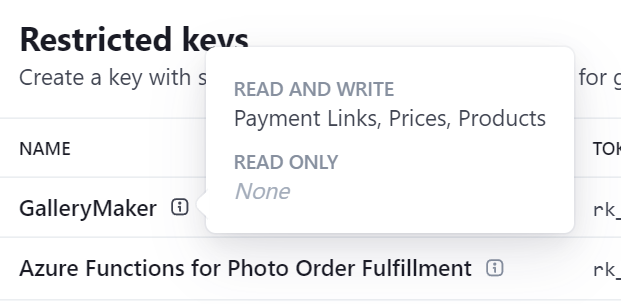 Restricted keys
Create a key with s
for g
READ AND WRITE
Payment Links, Prices, Products
READ ONLY
None
NAME
TOK
GalleryMaker
rk_
Azure Functions for Photo Order Fulfillment
rk_